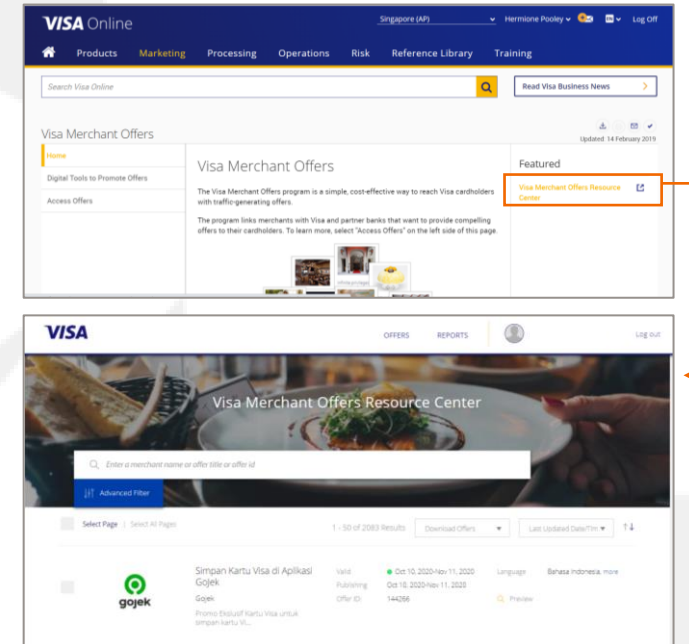 VISA Online
Singapore (AP)
Hermione Pooley
Log Off
Products Marketing Processing Operations Risk Reference Library Training
Search Visa Online
Read Visa Business News
Updated: 14 February 2019
Visa Merchant Offers
Home
Digital Tools to Promote Offers
Access Offers
Visa Merchant Offers
The Visa Merchant Offers program is a simple, cost-effective way to reach Visa cardholders
with traffic-generating offers.
The program links merchants with Visa and partner banks that want to provide compelling
offers to their cardholders. To learn more, select "Access Offers" on the left side of this page.
Featured
Visa Merchant Offers Resource
Center
VISA
OFFERS REPORTS
Log out
Visa Merchant Offers Resource Center
Enter a merchant name or offer title or offer id
Advanced Filter
Select Page | Select All Pages
1 - 50 of 2083 Results
Download Offers
Last Updated Date/Tim
gojek
Simpan Kartu Visa di Aplikasi
Gojek
Gojek
Promo Ekslusif Kartu Visa untuk
simpan kartu Vi...
Valid Oct 10, 2020-Nov 11, 2020
Publishing Oct 10, 2020-Nov 11, 2020
Offer ID 144266
Language Bahasa Indonesia, more
Preview